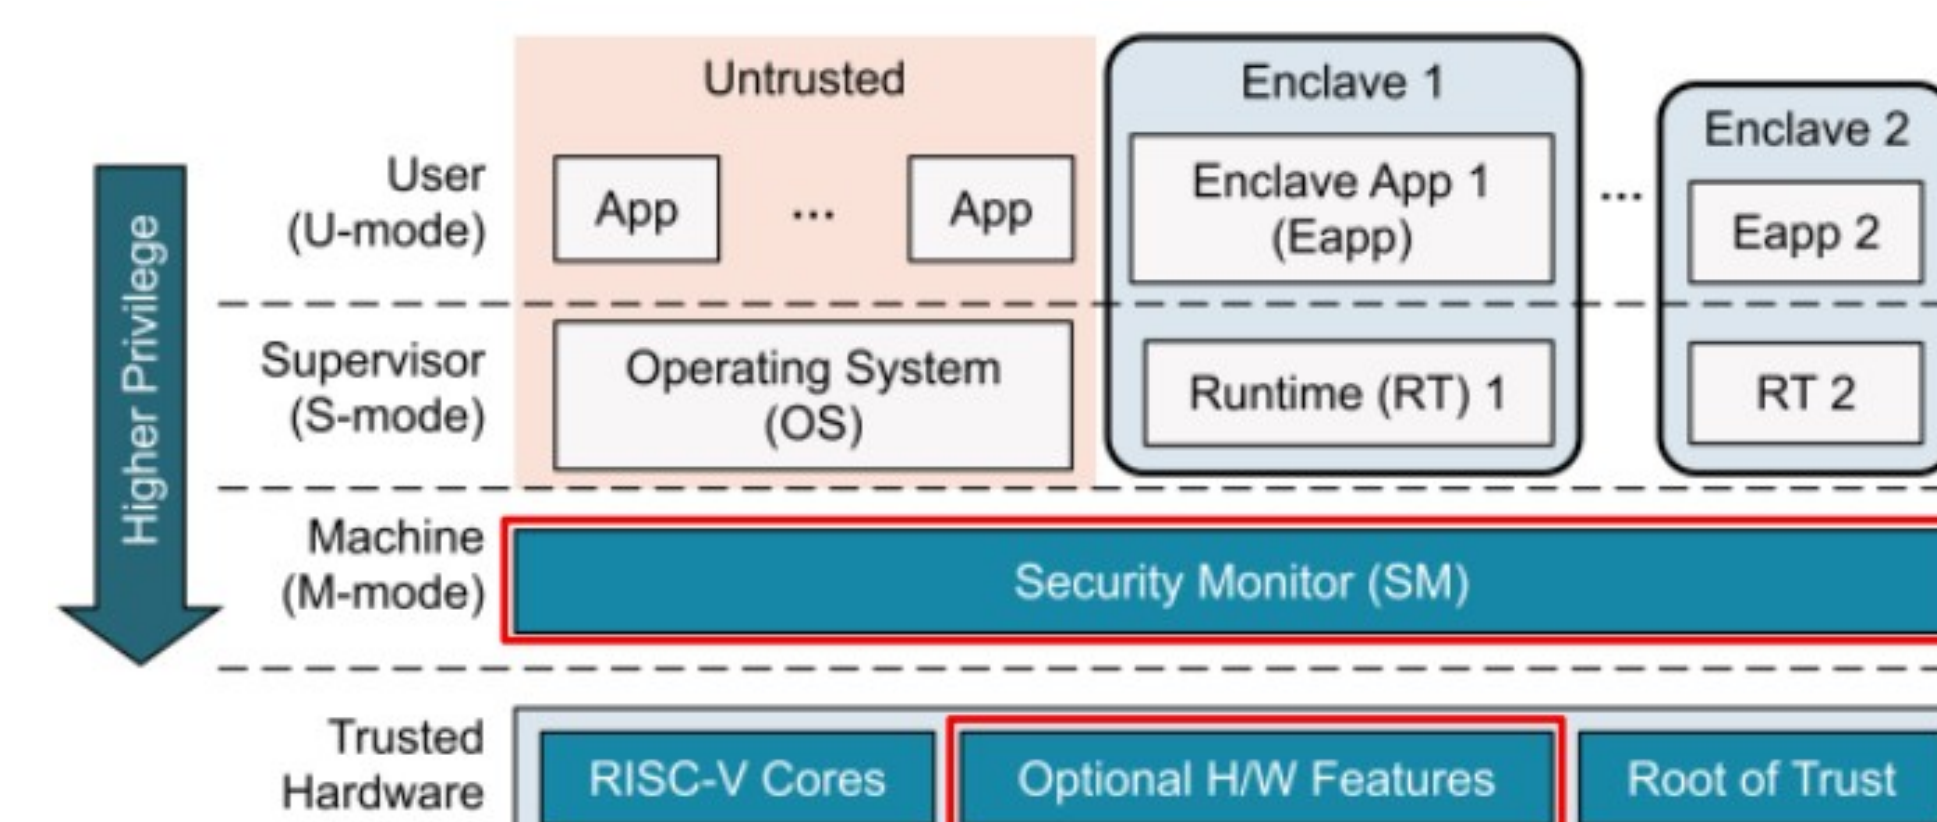 Untrusted
Enclave 1
Enclave 2
User
(U-mode)
App
...
App
Enclave App 1
(Eapp)
...
Eapp 2
Higher Privilege
Supervisor
(S-mode)
Operating System
(OS)
Runtime (RT) 1
RT 2
Machine
(M-mode)
Security Monitor (SM)
Trusted
Hardware
RISC-V Cores
Optional H/W Features
Root of Trust